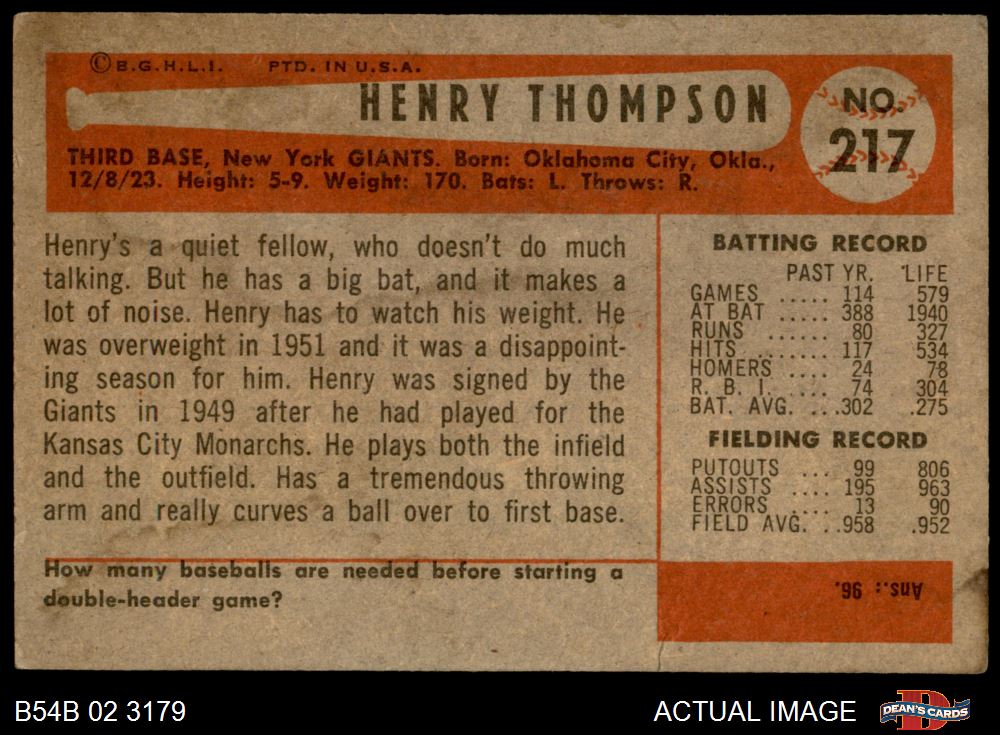 ©B.G.H.L.I. PTD. IN U.S.A.
HENRY THOMPSON
NO.
217
THIRD BASE, New York GIANTS. Born: Oklahoma City, Okla.,
12/8/23. Height: 5-9. Weight: 170. Bats: L. Throws: R.
Henry's a quiet fellow, who doesn't do much
talking. But he has a big bat, and it makes a
lot of noise. Henry has to watch his weight. He
was overweight in 1951 and it was a disappoint-
ing season for him. Henry was signed by the
Giants in 1949 after he had played for the
Kansas City Monarchs. He plays both the infield
and the outfield. Has a tremendous throwing
arm and really curves a ball over to first base.
BATTING RECORD
PAST YR. LIFE
GAMES ..... 114 579
AT BAT ..... 388 1940
RUNS ...... 80 327
HITS ....... 117 534
HOMERS .... 24 78
R. B. I. .... 74 304
BAT. AVG. ...302 .275
FIELDING RECORD
PUTOUTS ... 99 806
ASSISTS .... 195 963
ERRORS .... 13 90
FIELD AVG. ..958 .952
How many baseballs are needed before starting a
double-header game?
Ans.: 96.
B54B 02 3179
ACTUAL IMAGE
DEAN'S CARDS